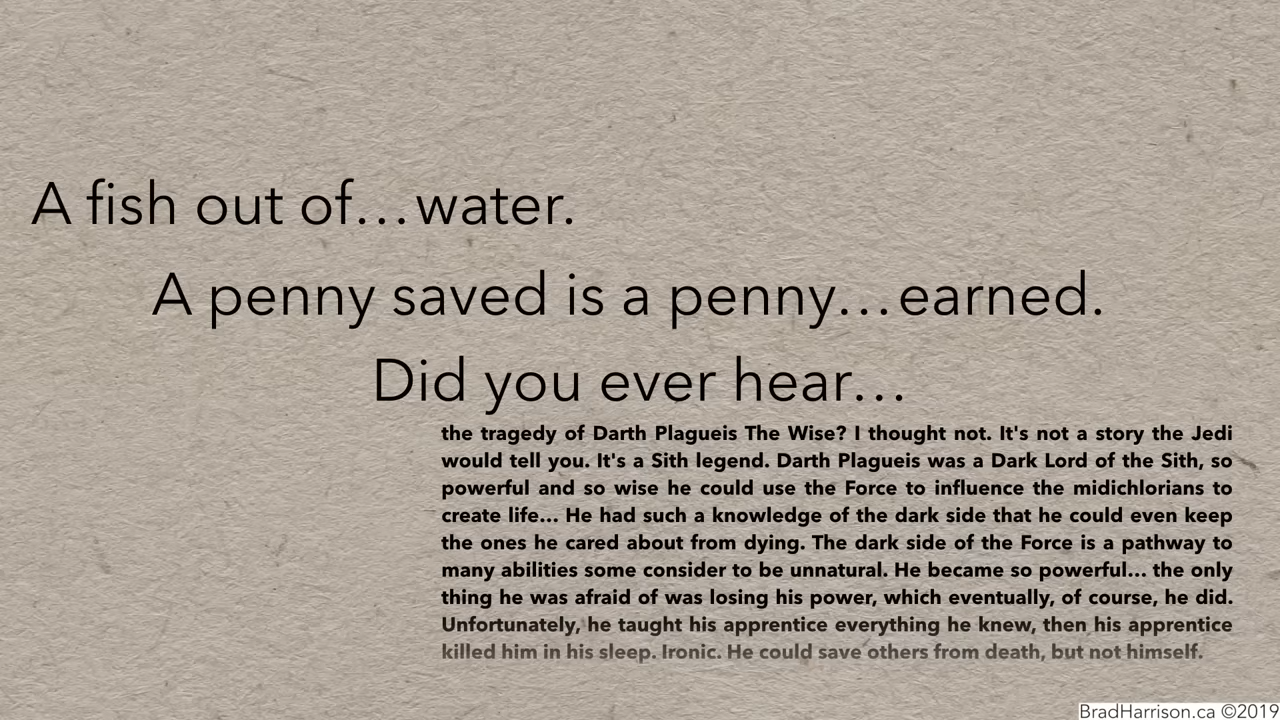 A fish out of…water.
A penny saved is a penny…earned.
Did you ever hear…
the tragedy of Darth Plagueis The Wise? I thought not. It's not a story the Jedi
would tell you. It's a Sith legend. Darth Plagueis was a Dark Lord of the Sith, so
powerful and so wise he could use the Force to influence the midichlorians to
create life… He had such a knowledge of the dark side that he could even keep
the ones he cared about from dying. The dark side of the Force is a pathway to
many abilities some consider to be unnatural. He became so powerful… the only
thing he was afraid of was losing his power, which eventually, of course, he did.
Unfortunately, he taught his apprentice everything he knew, then his apprentice
killed him in his sleep. Ironic. He could save others from death, but not himself.
BradHarrison.ca ©2019